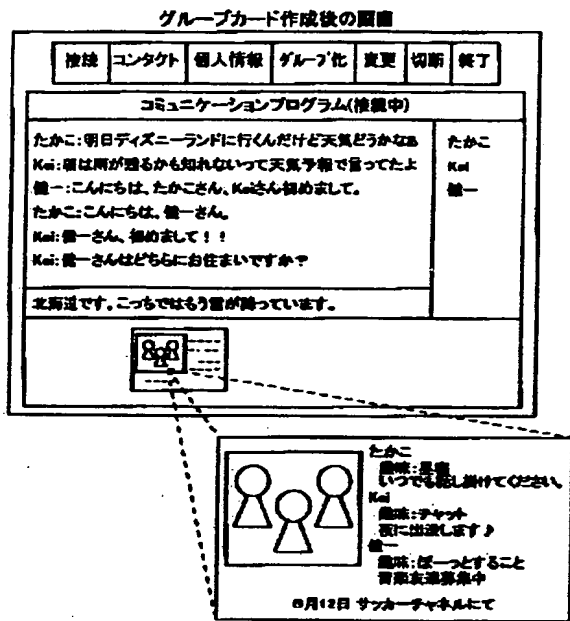 グループカード作成後の画面
接続 コンタクト 個人情報 グループ化 変更 切断 終了
コミュニケーションプログラム(接続中)
たかこ:明日ディズニーランドに行くんだけど天気どうかなあ
Kei:朝は雨が残るかも知れないって天気予報で言ってたよ
健一:こんにちは、たかこさん、Keiさん初めまして。
たかこ:こんにちは、健一さん。
Kei:健一さん、初めまして!!
Kei:健一さんはどちらにお住まいですか?
北海道です。こっちではもう雪が降っています。
たかこ
Kei
健一
たかこ
趣味:
いつでも話し掛けてください。
Kei
趣味:チャット
夜に出没します♪
健一
趣味:ぼーっとすること
音楽友達募集中
月12日 サッカーチャネルにて